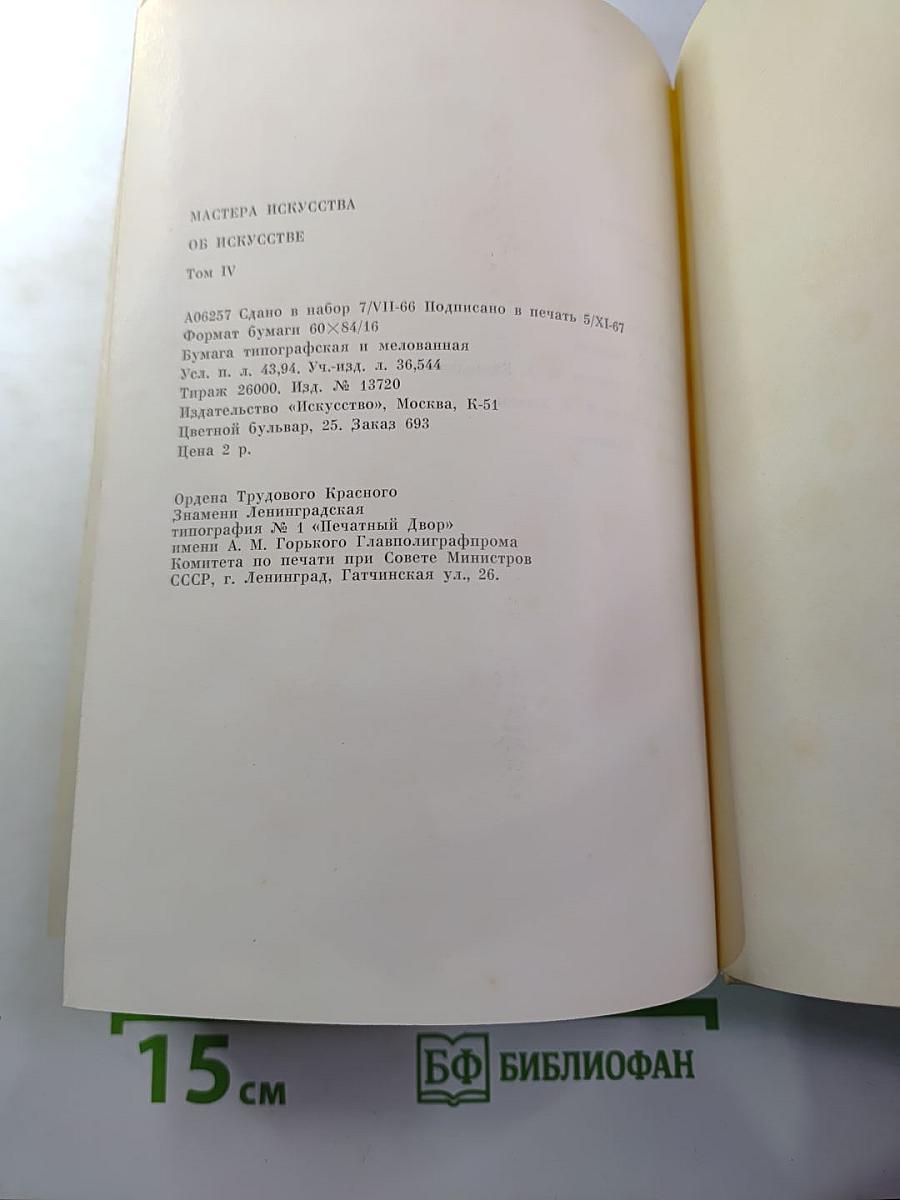 МАСТЕРА ИСКУССТВА
ОБ ИСКУССТВЕ
Том IV
А06257 Сдано в набор 7/VII-66 Подписано в печать 5/XI-67
Формат бумаги 60×84/16
Бумага типографская и мелованная
Усл. п. л. 43,94. Уч.-изд. л. 36,544
Тираж 26000. Изд. № 13720
Издательство «Искусство», Москва, К-51
Цветной бульвар, 25. Заказ 693
Цена 2 р.
Ордена Трудового Красного
Знамени Ленинградская
типография № 1 «Печатный Двор»
имени А. М. Горького Главполиграфпрома
Комитета по печати при Совете Министров
СССР, г. Ленинград, Гатчинская ул., 26.
15 см
БФ БИБЛИОФАН